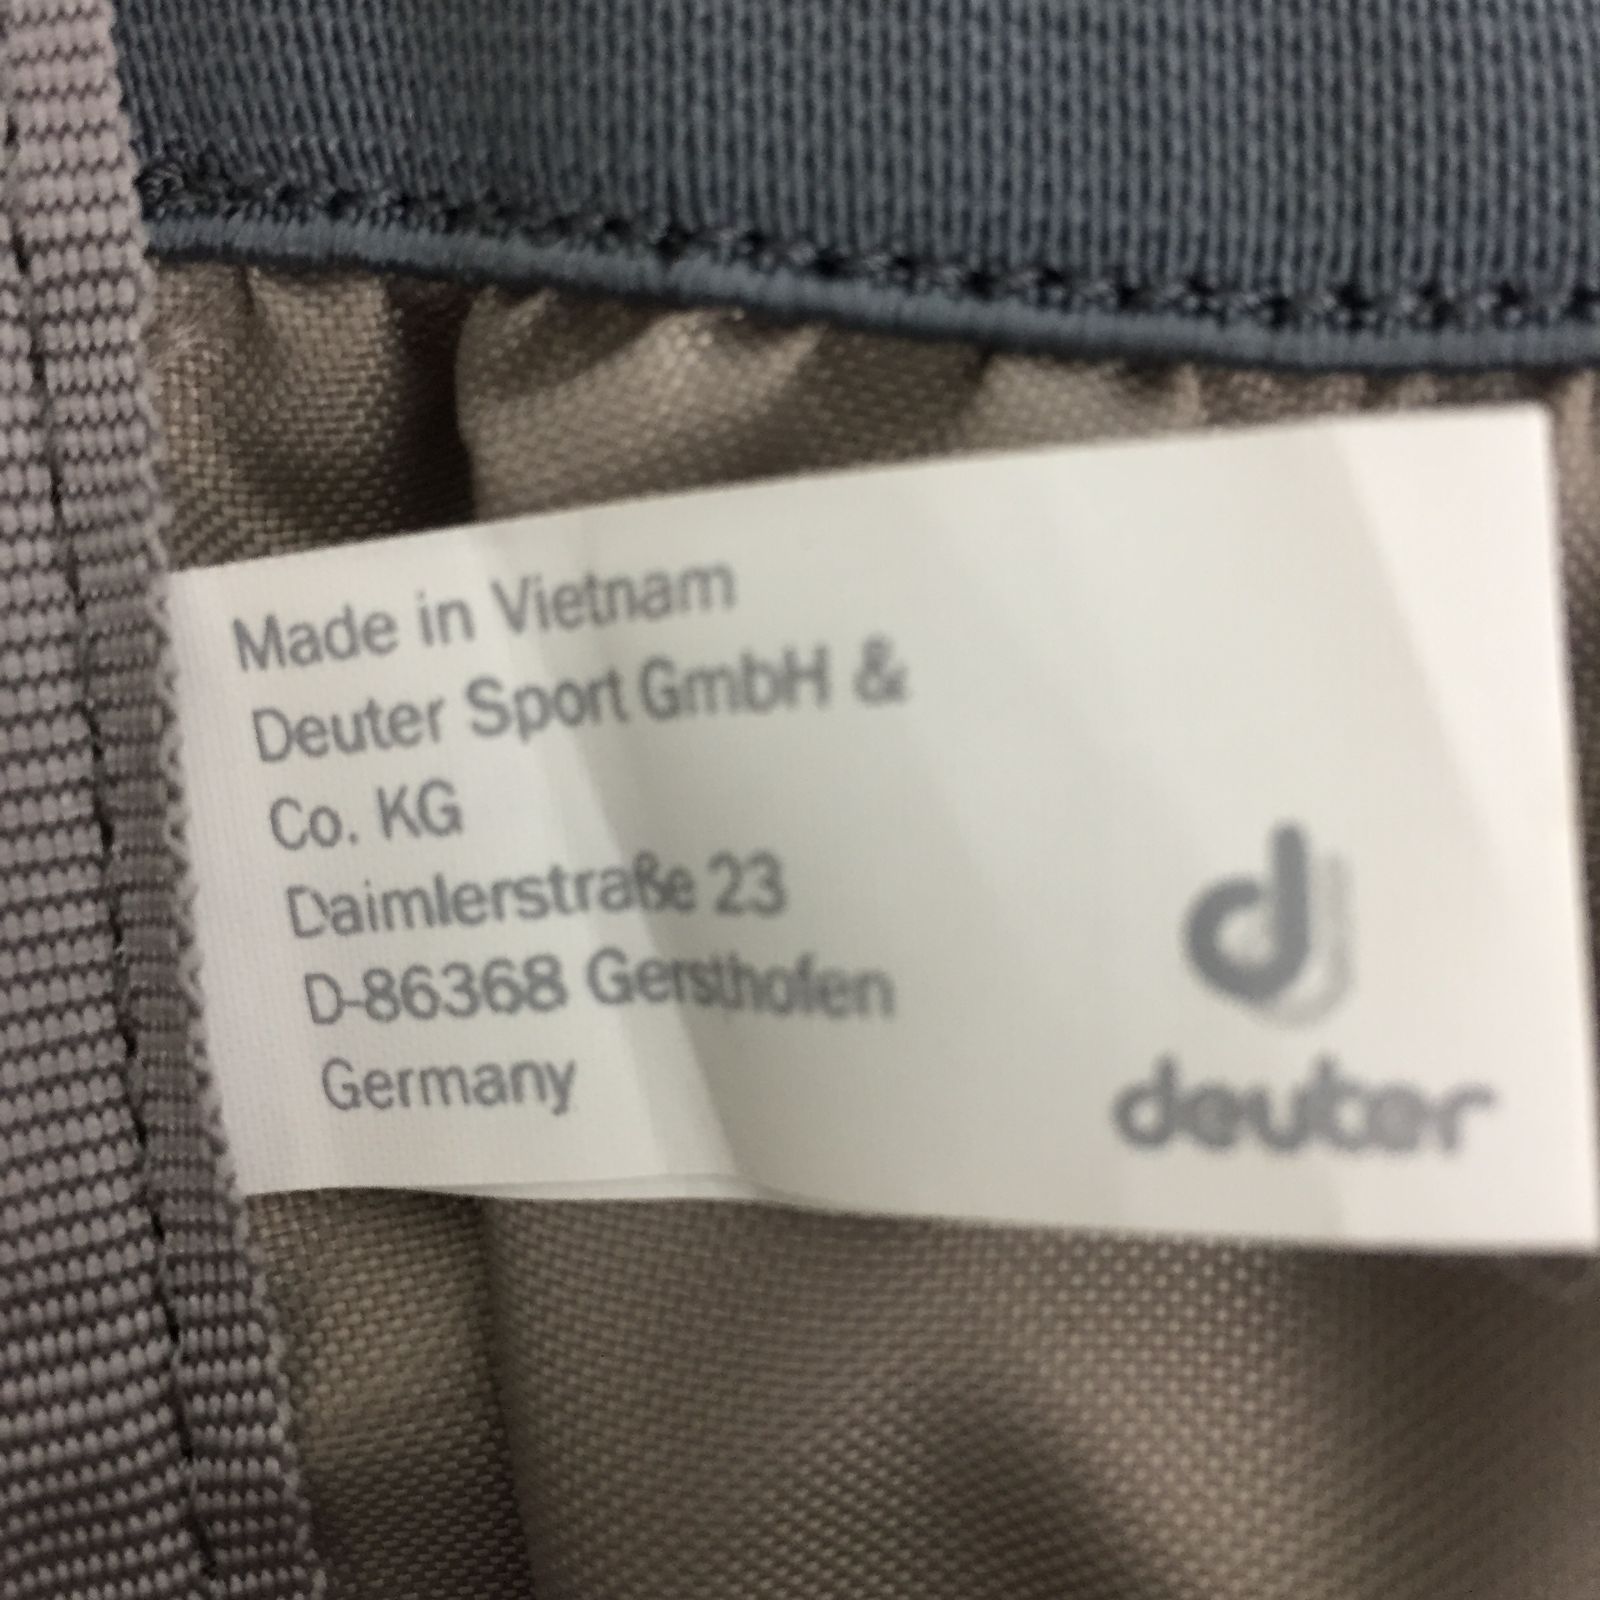 Made in Vietnam
Deuter Sport GmbH &
Co. KG
Daimlerstraße 23
D-86368 Gersthofen
Germany
d
deuter